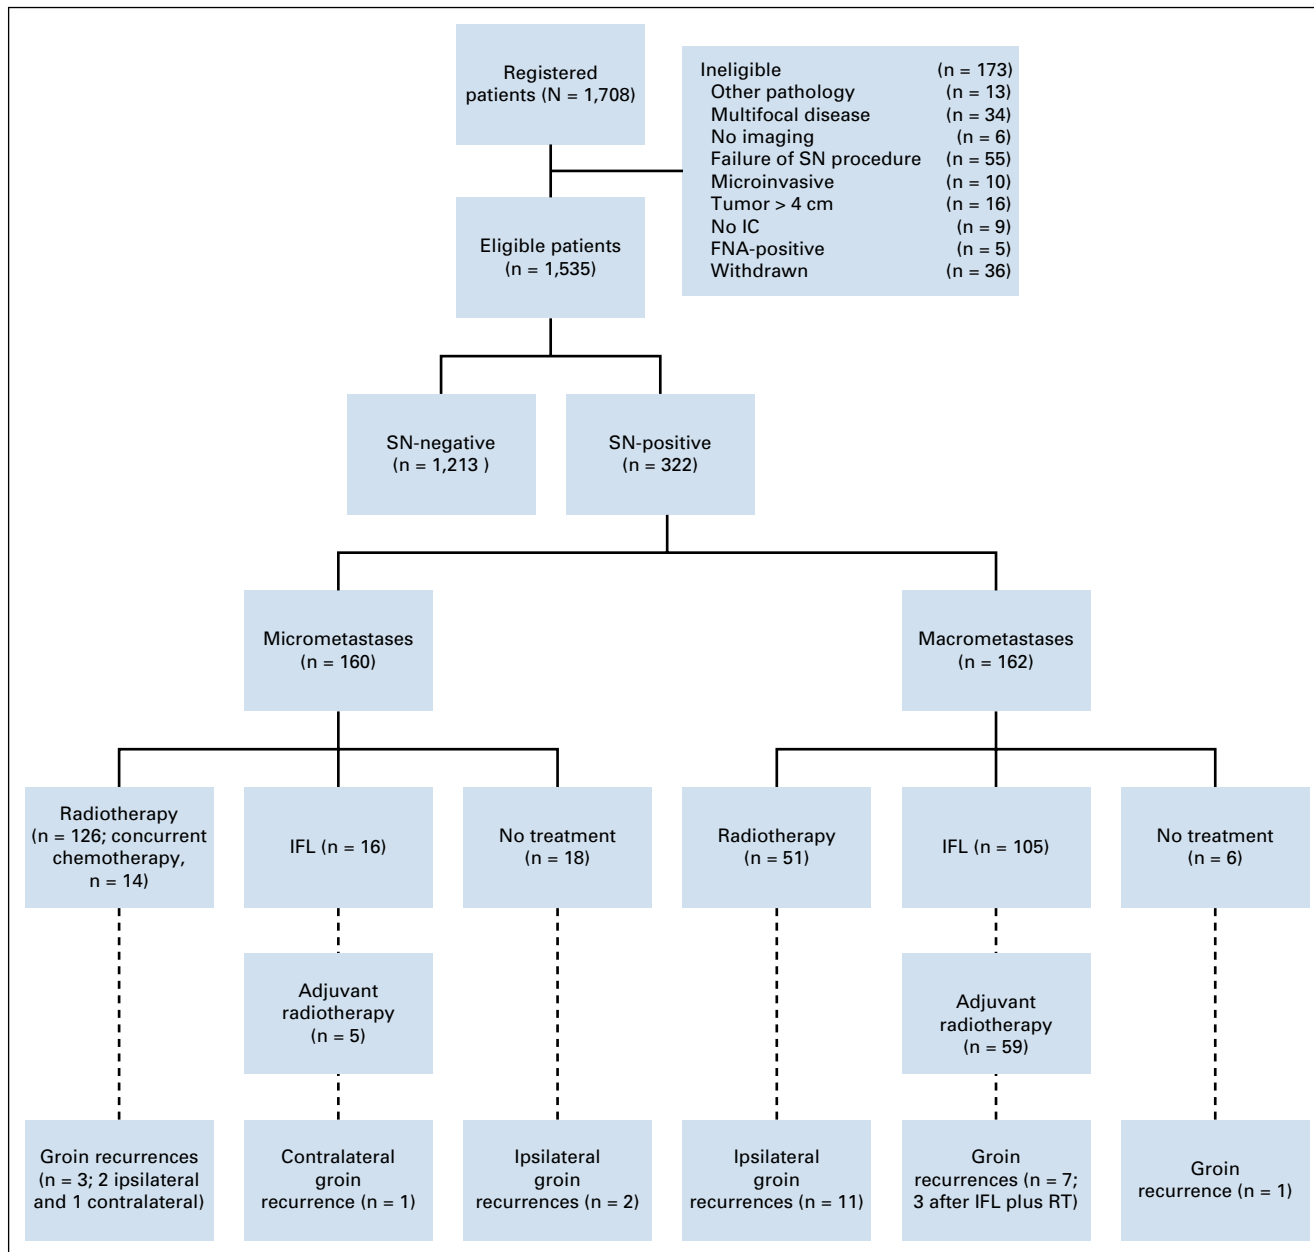 Registered
patients (N = 1,708)
Ineligible (n = 173)
Other pathology (n = 13)
Multifocal disease (n = 34)
No imaging (n = 6)
Failure of SN procedure (n = 55)
Microinvasive (n = 10)
Tumor > 4 cm (n = 16)
No IC (n = 9)
FNA-positive (n = 5)
Withdrawn (n = 36)
Eligible patients
(n = 1,535)
SN-negative
(n = 1,213 )
SN-positive
(n = 322)
Micrometastases
(n = 160)
Macrometastases
(n = 162)
Radiotherapy
(n = 126; concurrent
chemotherapy,
n = 14)
IFL (n = 16)
No treatment
(n = 18)
Radiotherapy
(n = 51)
IFL (n = 105)
No treatment
(n = 6)
Adjuvant
radiotherapy
(n = 5)
Adjuvant
radiotherapy
(n = 59)
Groin recurrences
(n = 3; 2 ipsilateral
and 1 contralateral)
Contralateral
groin
recurrence (n = 1)
Ipsilateral
groin
recurrences (n = 2)
Ipsilateral
groin
recurrences (n = 11)
Groin
recurrences (n = 7;
3 after IFL plus RT)
Groin
recurrence (n = 1)